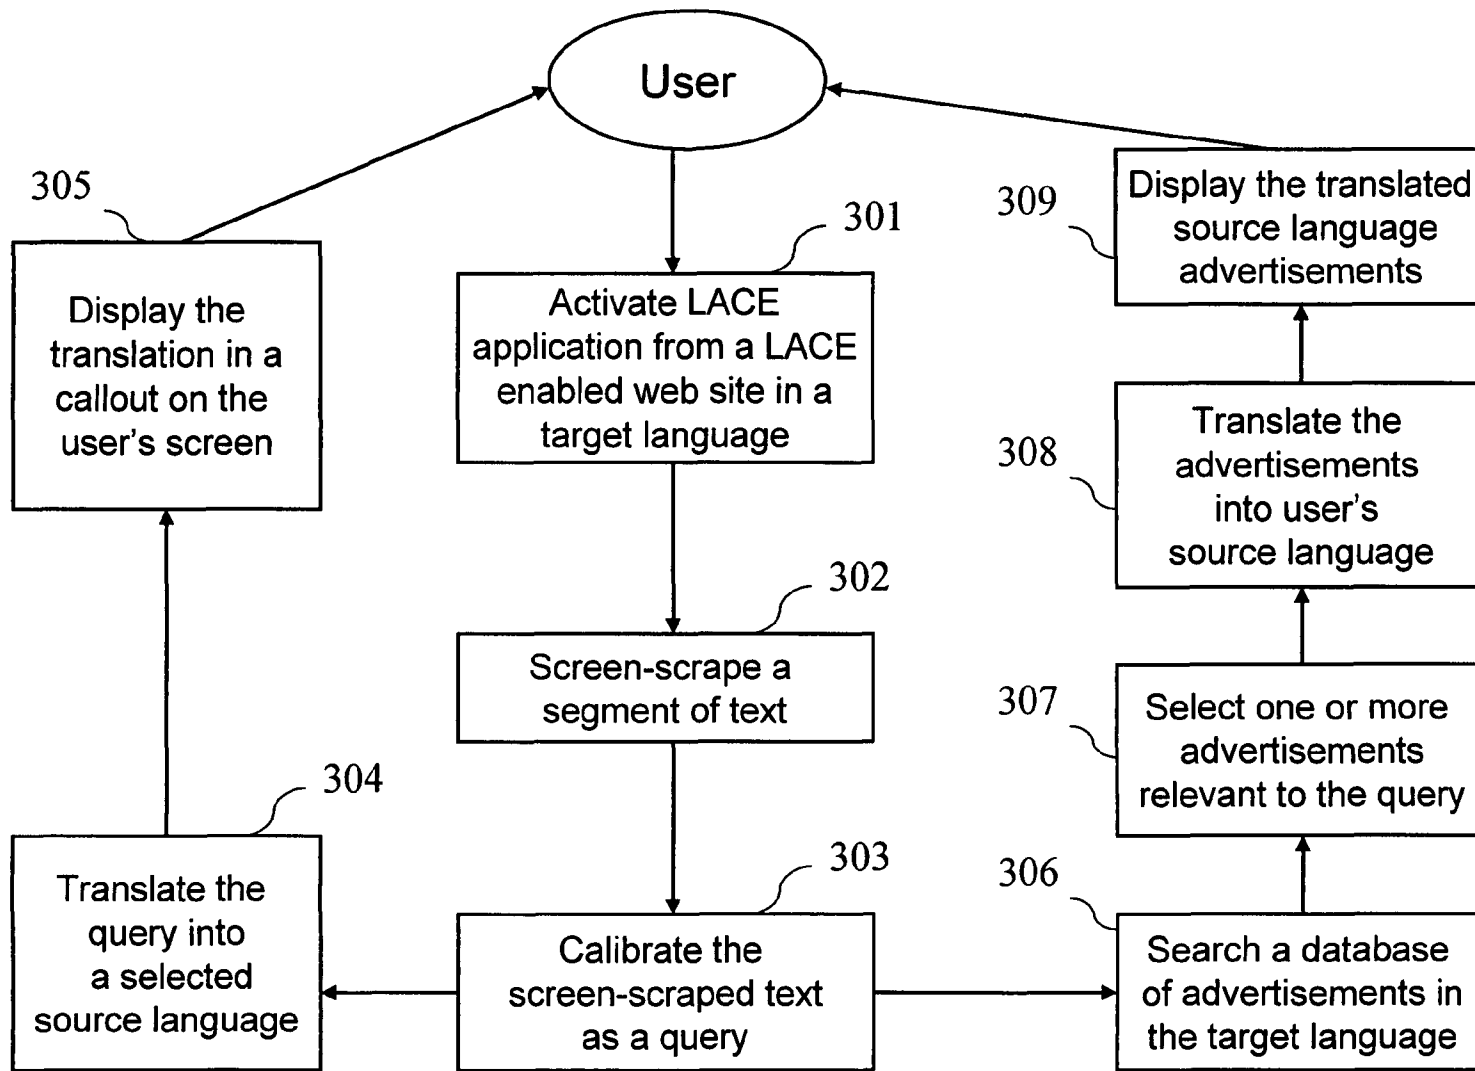 User
305
Display the
translation in a
callout on the
user's screen
301
Activate LACE
application from a LACE
enabled web site in a
target language
309
Display the translated
source language
advertisements
308
Translate the
advertisements
into user's
source language
302
Screen-scrape a
segment of text
307
Select one or more
advertisements
relevant to the query
304
Translate the
query into
a selected
source language
303
Calibrate the
screen-scraped text
as a query
306
Search a database
of advertisements in
the target language